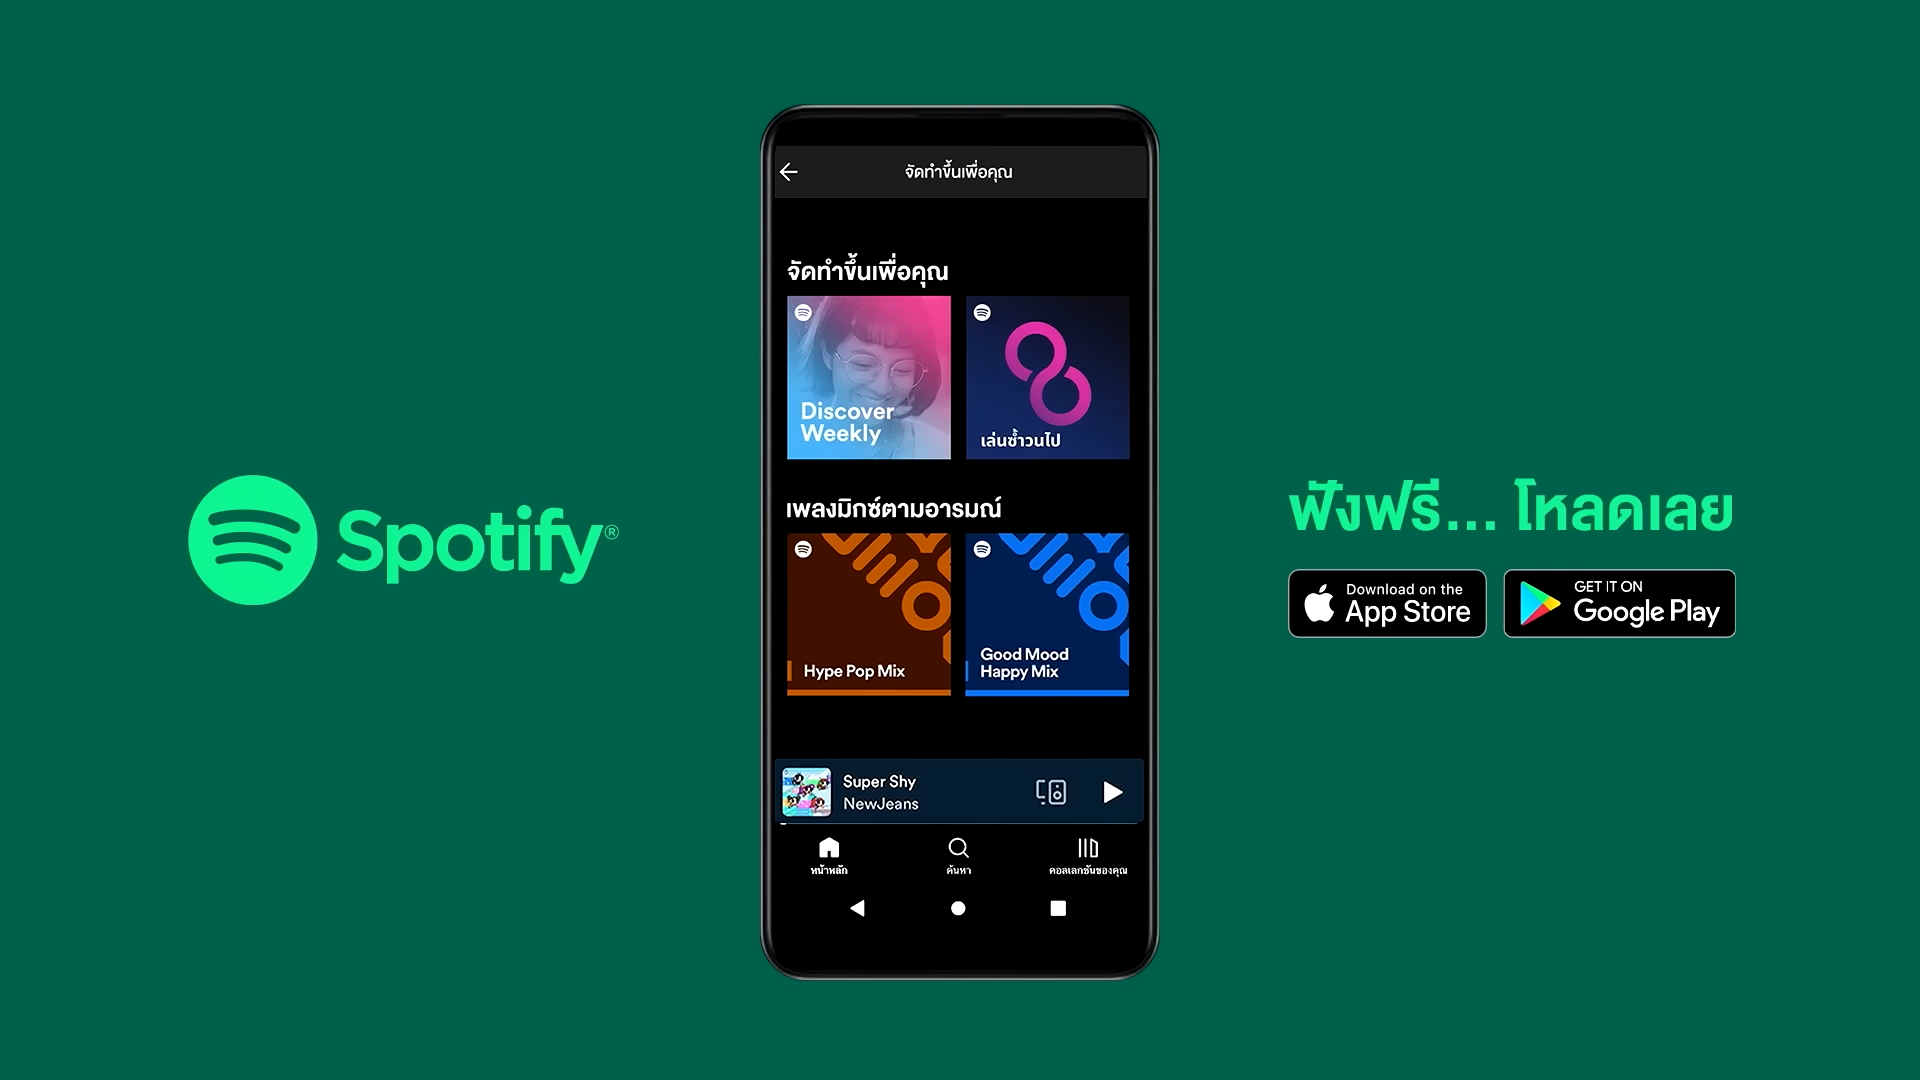 Spotify®
จัดทำขึ้นเพื่อคุณ
จัดทำขึ้นเพื่อคุณ
Discover
Weekly
เล่นซ้ำวนไป
เพลงมิกซ์ตามอารมณ์
Hype Pop Mix
Good Mood
Happy Mix
Super Shy
NewJeans
หน้าหลัก
ค้นหา
คอลเลกชันของคุณ
ฟังฟรี... โหลดเลย
Download on the
App Store
GET IT ON
Google Play